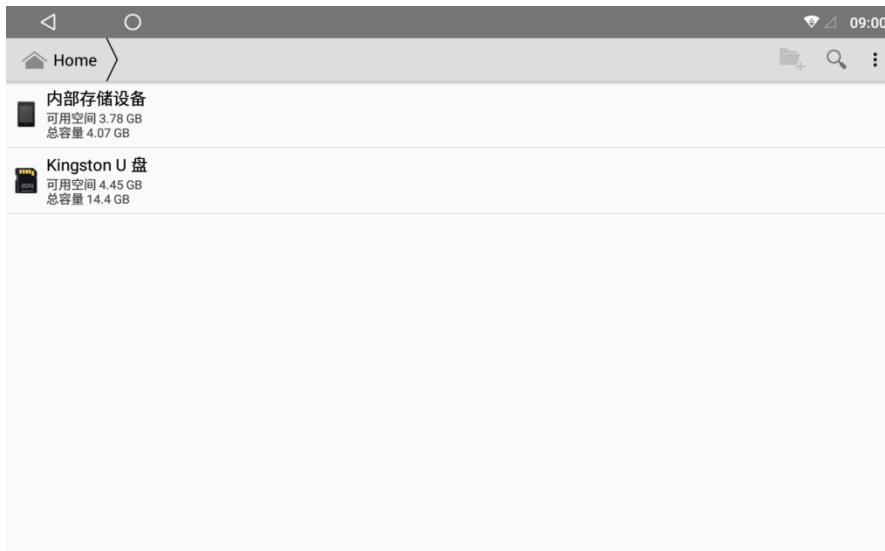 09:00
Home
内部存储设备
可用空间 3.78 GB
总容量 4.07 GB
Kingston U 盘
可用空间 4.45 GB
总容量 14.4 GB